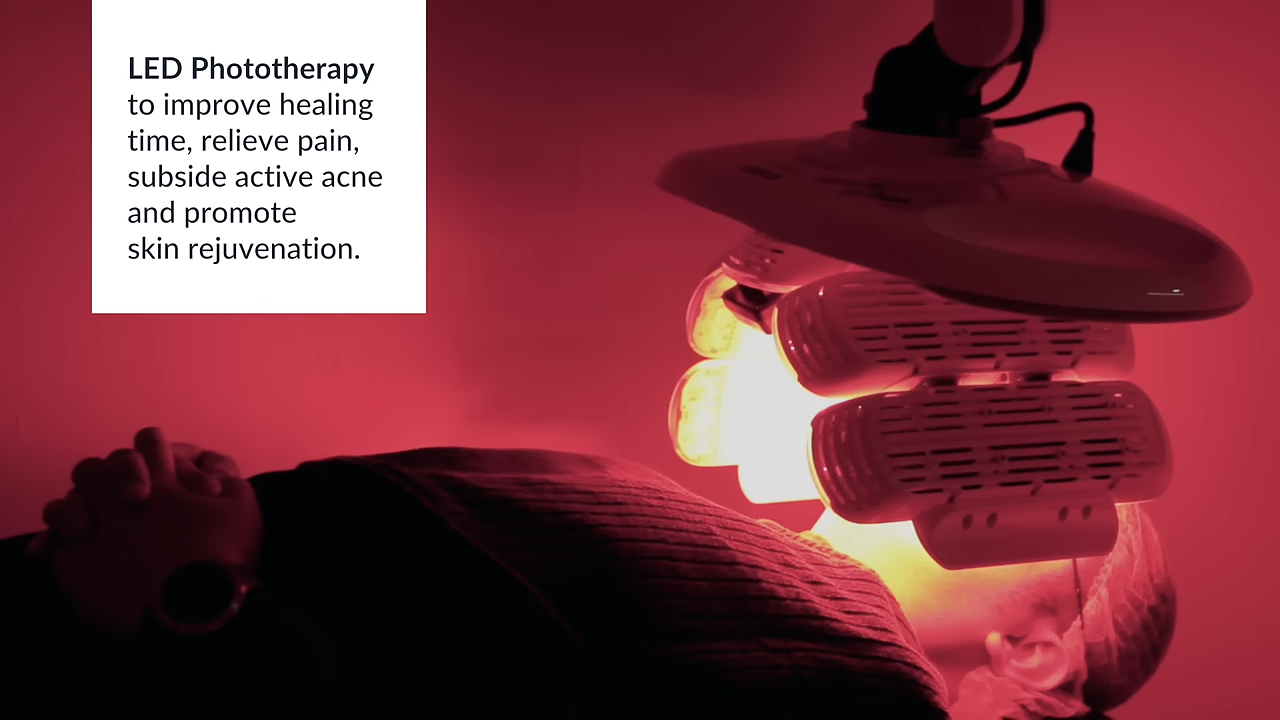 LED Phototherapy
to improve healing
time, relieve pain,
subside active acne
and promote
skin rejuvenation.